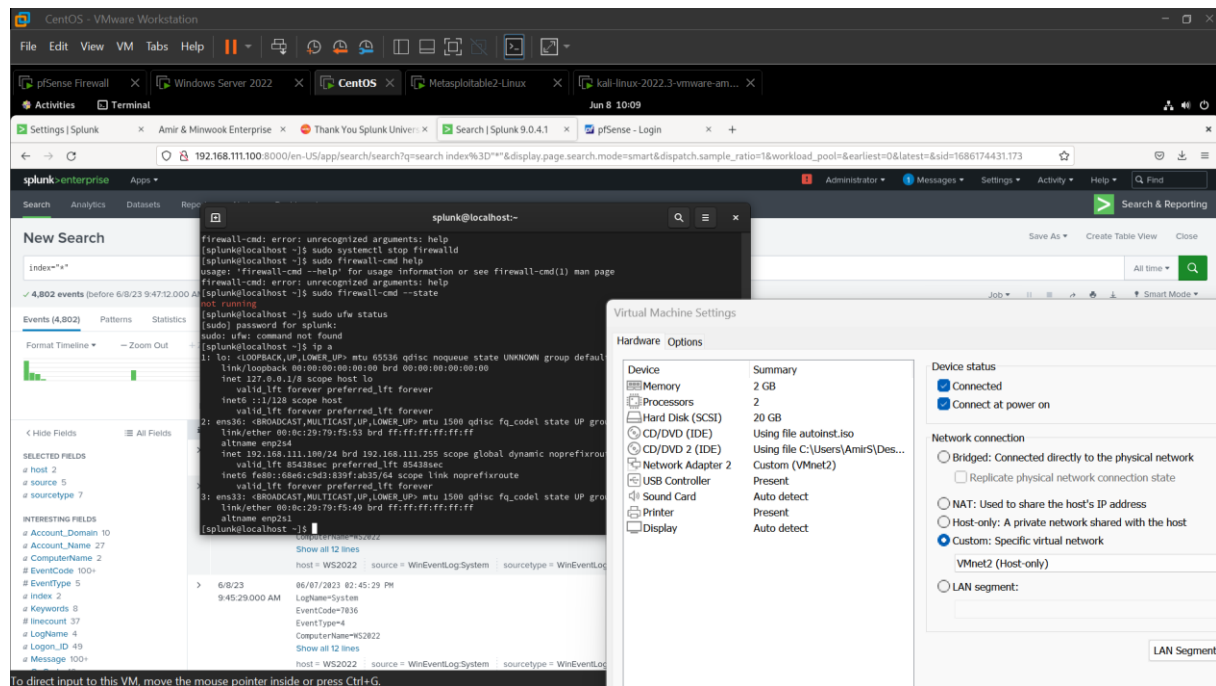 CentOS - VMware Workstation
File Edit View VM Tabs Help
pfSense Firewall Windows Server 2022 CentOS Metasploitable2-Linux kali-linux-2022.3-vmware-am...
Activities Terminal Jun 8 10:09
Settings | Splunk Amir & Minwook Enterprise Thank You Splunk Univers Search | Splunk 9.0.4.1 pfSense - Login
192.168.111.100:8000/en-US/app/search/search?q=search index%3D"*"&display.page.search.mode=smart&dispatch.sample_ratio=1&workload_pool=&earliest=0&latest=&sid=1686174431.173
splunk>enterprise Apps Administrator 1 Messages Settings Activity Help Find
Search Analytics Datasets Search & Reporting
New Search Save As Create Table View Close
index="*" All time
4,802 events (before 6/8/23 9:47:12.000 A Job Smart Mode
Events (4,802) Patterns Statistics
Format Timeline – Zoom Out
< Hide Fields All Fields
SELECTED FIELDS
a host 2
a source 5
a sourcetype 7
INTERESTING FIELDS
a Account_Domain 10
a Account_Name 27
a ComputerName 2
# EventCode 100+
# EventType 5
a index 2
a Keywords 8
# linecount 37
a LogName 4
a Logon_ID 49
a Message 100+
splunk@localhost:~
firewall-cmd: error: unrecognized arguments: help
[splunk@localhost ~]$ sudo systemctl stop firewalld
[splunk@localhost ~]$ sudo firewall-cmd help
usage: 'firewall-cmd --help' for usage information or see firewall-cmd(1) man page
firewall-cmd: error: unrecognized arguments: help
[splunk@localhost ~]$ sudo firewall-cmd --state
not running
[splunk@localhost ~]$ sudo ufw status
[sudo] password for splunk:
sudo: ufw: command not found
[splunk@localhost ~]$ ip a
1: lo: <LOOPBACK,UP,LOWER_UP> mtu 65536 qdisc noqueue state UNKNOWN group defaul
link/loopback 00:00:00:00:00:00 brd 00:00:00:00:00:00
inet 127.0.0.1/8 scope host lo
valid_lft forever preferred_lft forever
inet6 ::1/128 scope host
valid_lft forever preferred_lft forever
2: ens36: <BROADCAST,MULTICAST,UP,LOWER_UP> mtu 1500 qdisc fq_codel state UP gro
link/ether 00:0c:29:79:f5:53 brd ff:ff:ff:ff:ff:ff
altname enp2s4
inet 192.168.111.100/24 brd 192.168.111.255 scope global dynamic noprefixrou
valid_lft 85438sec preferred_lft 85438sec
inet6 fe80::68e6:c9d3:839f:ab35/64 scope link noprefixroute
valid_lft forever preferred_lft forever
3: ens33: <BROADCAST,MULTICAST,UP,LOWER_UP> mtu 1500 qdisc fq_codel state UP gro
link/ether 00:0c:29:79:f5:49 brd ff:ff:ff:ff:ff:ff
altname enp2s1
[splunk@localhost ~]$
ComputerName=WS2022
Show all 12 lines
host = WS2022 source = WinEventLog:System sourcetype = WinEventLog
6/8/23 06/07/2023 02:45:29 PM
9:45:29.000 AM LogName=System
EventCode=7036
EventType=4
ComputerName=WS2022
Show all 12 lines
host = WS2022 source = WinEventLog:System sourcetype = WinEventLog
Virtual Machine Settings
Hardware Options
Device Summary
Memory 2 GB
Processors 2
Hard Disk (SCSI) 20 GB
CD/DVD (IDE) Using file autoinst.iso
CD/DVD 2 (IDE) Using file C:\Users\AmirS\Des...
Network Adapter 2 Custom (VMnet2)
USB Controller Present
Sound Card Auto detect
Printer Present
Display Auto detect
Device status
Connected
Connect at power on
Network connection
Bridged: Connected directly to the physical network
Replicate physical network connection state
NAT: Used to share the host's IP address
Host-only: A private network shared with the host
Custom: Specific virtual network
VMnet2 (Host-only)
LAN segment:
LAN Segment
To direct input to this VM, move the mouse pointer inside or press Ctrl+G.